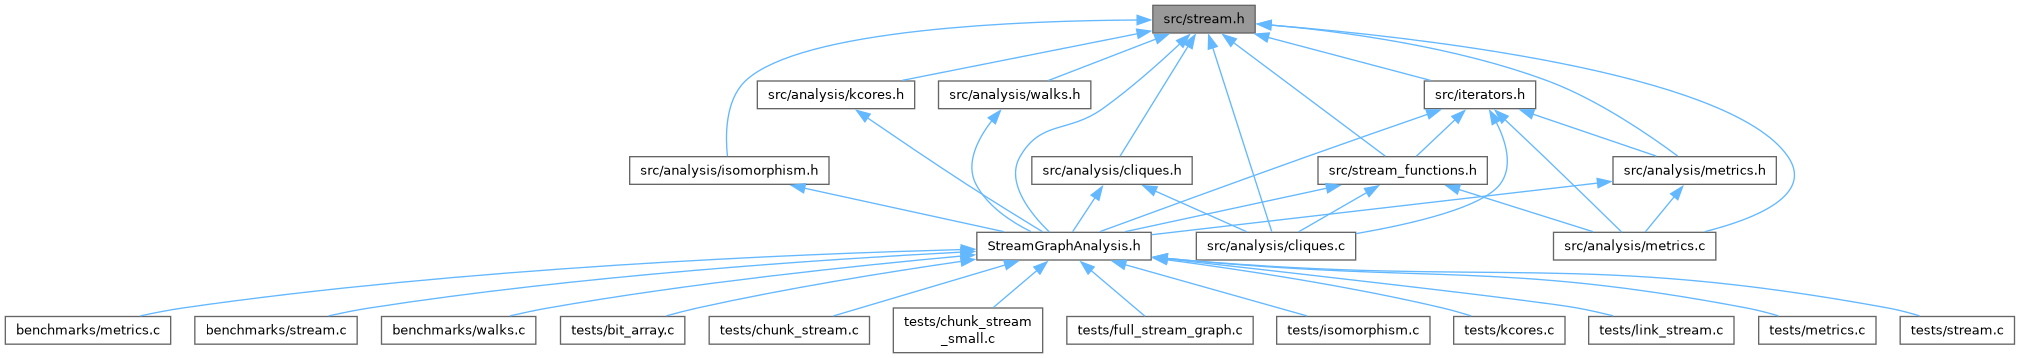 src/stream.h
src/analysis/kcores.h
src/analysis/walks.h
src/iterators.h
src/analysis/isomorphism.h
src/analysis/cliques.h
src/stream_functions.h
src/analysis/metrics.h
StreamGraphAnalysis.h
src/analysis/cliques.c
src/analysis/metrics.c
benchmarks/metrics.c
benchmarks/stream.c
benchmarks/walks.c
tests/bit_array.c
tests/chunk_stream.c
tests/chunk_stream
_small.c
tests/full_stream_graph.c
tests/isomorphism.c
tests/kcores.c
tests/link_stream.c
tests/metrics.c
tests/stream.c